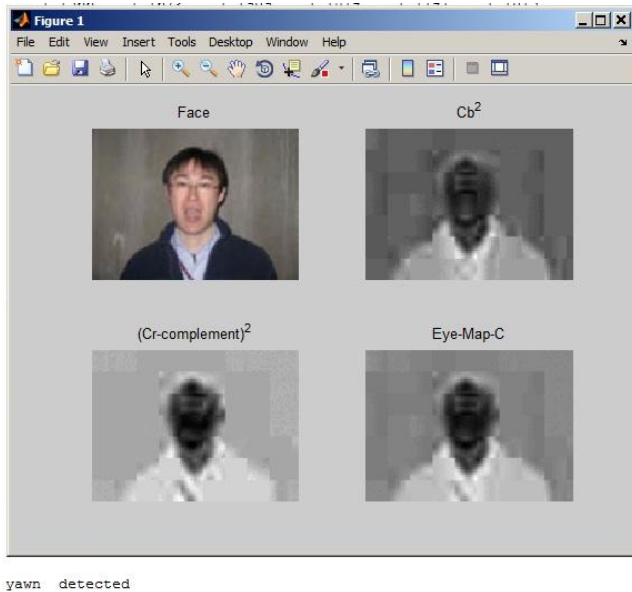 Figure 1
File Edit View Insert Tools Desktop Window Help
Face
Cb²
(Cr-complement)²
Eye-Map-C
yawn detected